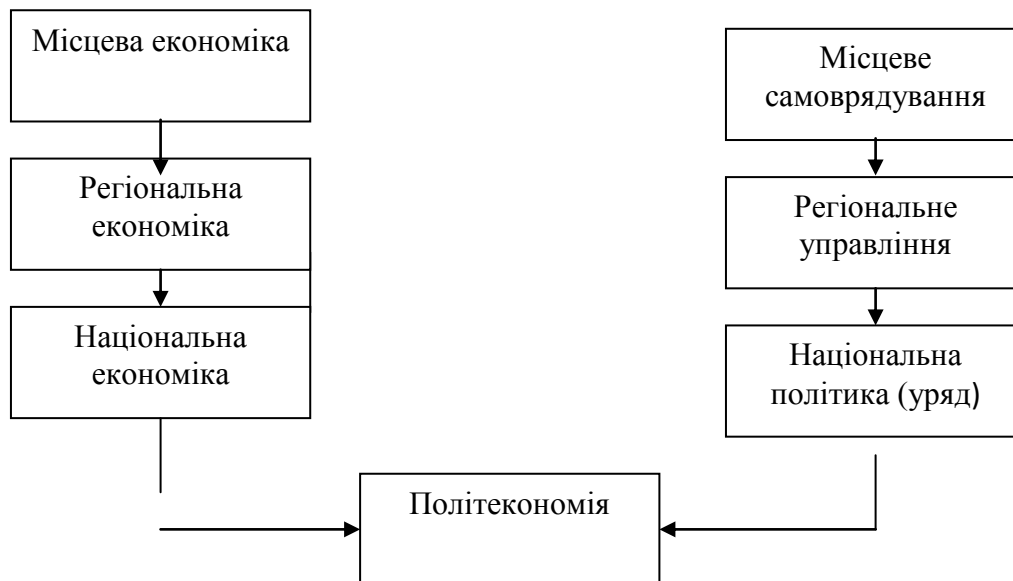 Місцева економіка
Регіональна
економіка
Національна
економіка
Місцеве
самоврядування
Регіональне
управління
Національна
політика (уряд)
Політекономія